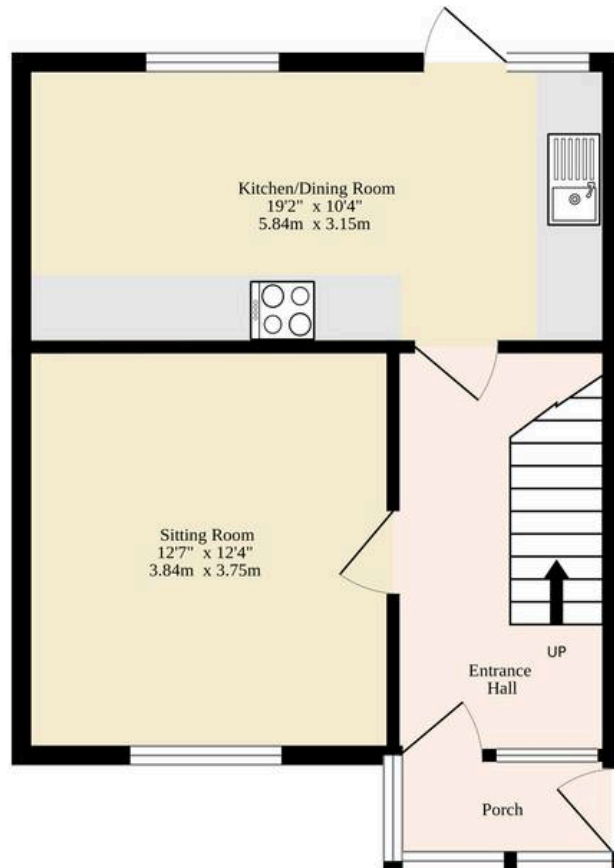 Kitchen/Dining Room
19'2" x 10'4"
5.84m x 3.15m
Sitting Room
12'7" x 12'4"
3.84m x 3.75m
UP
Entrance
Hall
Porch